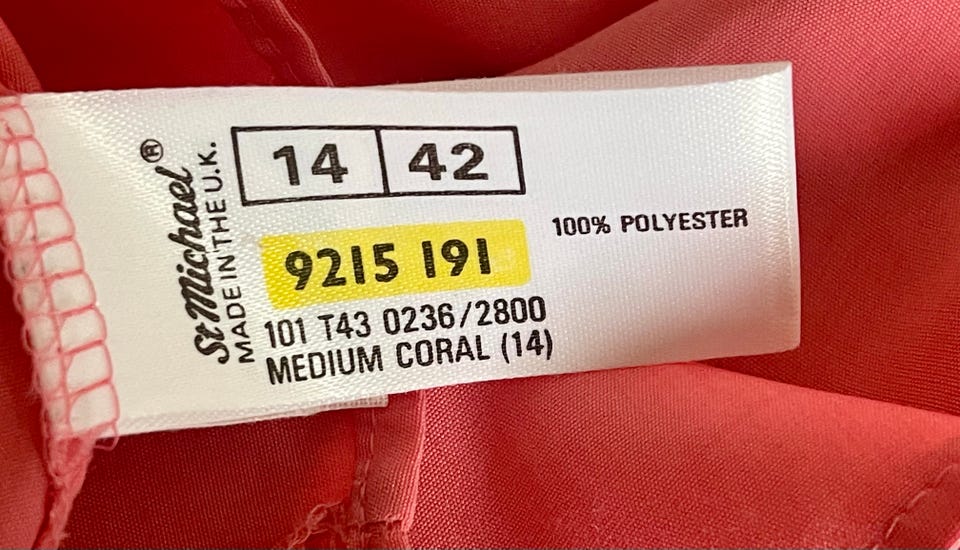 St Michael®
MADE IN THE U.K.
14 42
9215 191
101 T43 0236/2800
MEDIUM CORAL (14)
100% POLYESTER